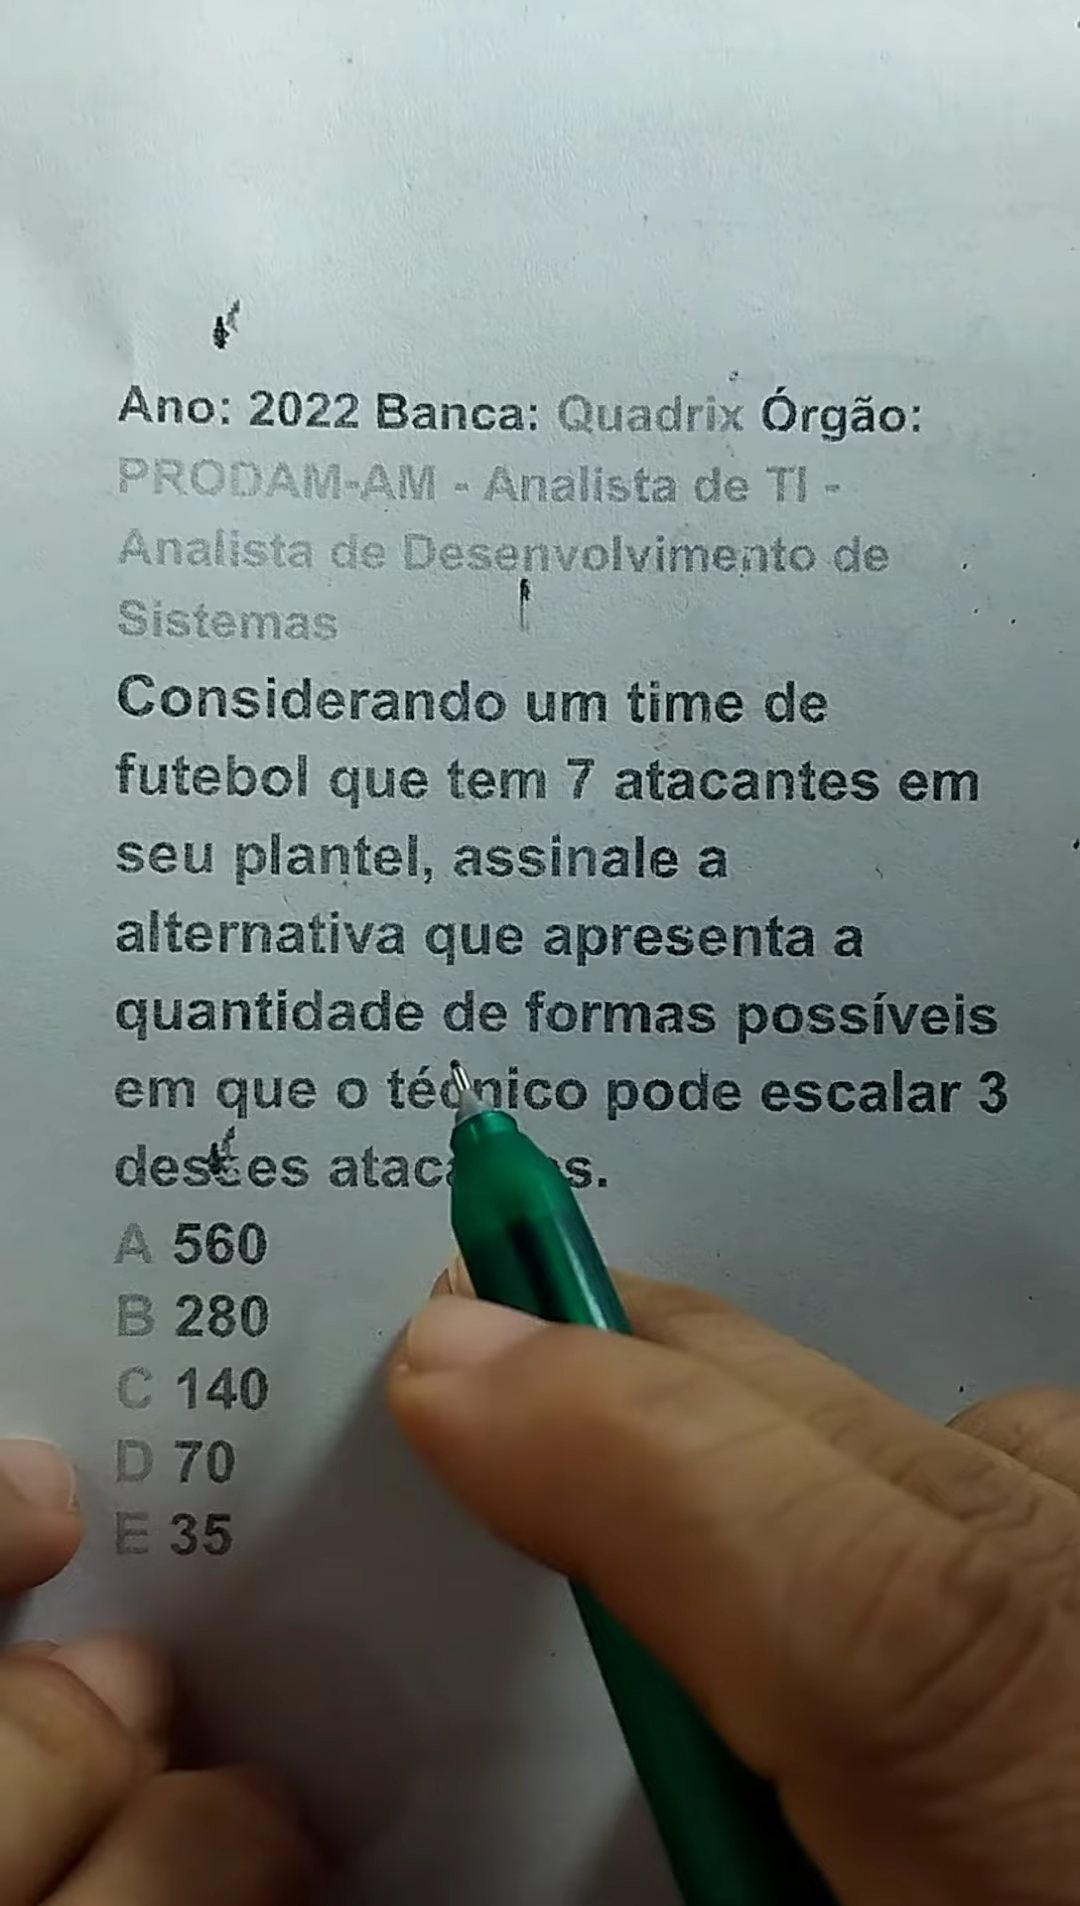 Ano: 2022 Banca: Quadrix Órgão:
PRODAM-AM - Analista de TI -
Analista de Desenvolvimento de
Sistemas
Considerando um time de
futebol que tem 7 atacantes em
seu plantel, assinale a
alternativa que apresenta a
quantidade de formas possíveis
em que o técnico pode escalar 3
destes
A 560
B 280
C 140
D 70
E 35